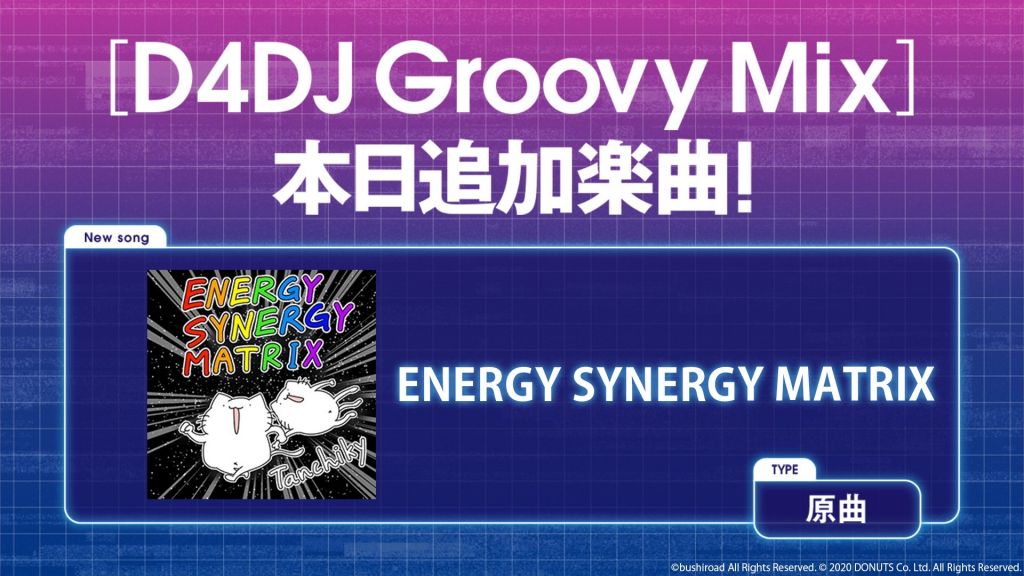 [D4DJ Groovy Mix]
本日追加楽曲!
New song
ENERGY
SYNERGY
MATRIX
Tanchiky
ENERGY SYNERGY MATRIX
TYPE
原曲
©bushiroad All Rights Reserved. © 2020 DONUTS Co. Ltd. All Rights Reserved.